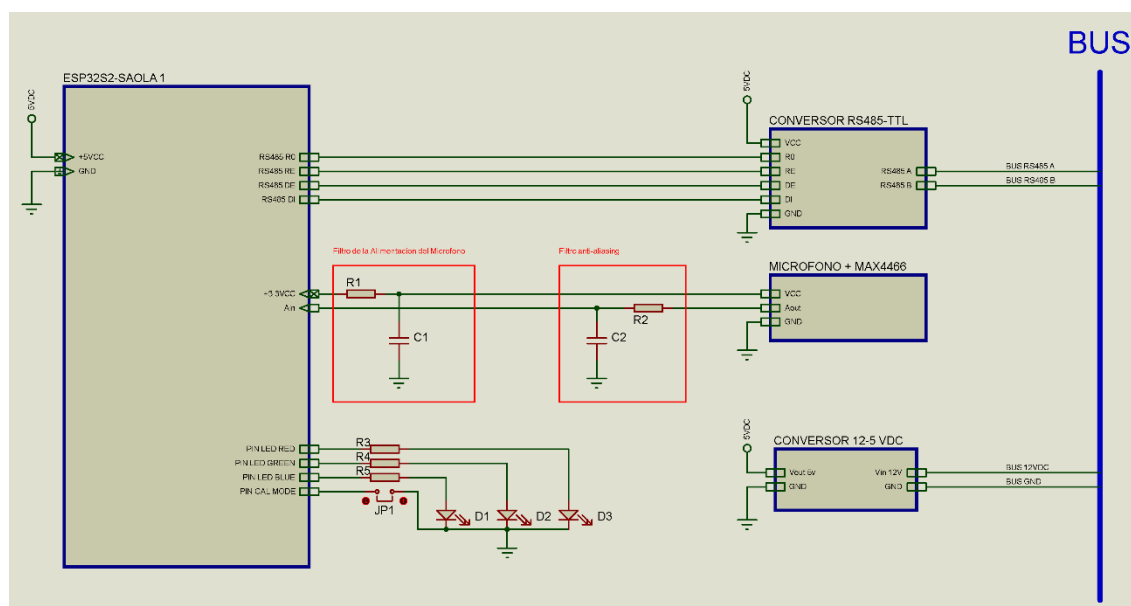 BUS
ESP32S2-SAOLA 1
5VDC
+5VCC
GND
RS485 R0
RS485 RE
RS485 DE
RS485 DI
5VDC
CONVERSOR RS485-TTL
VCC
R0
RE
DE
DI
GND
RS485 A
RS485 B
BUS RS485 A
BUS RS485 B
Filtro de la Alimentacion del Microfono
Filtro anti-aliasing
+3.3VCC
Ain
R1
C1
C2
R2
MICROFONO + MAX4466
VCC
Aout
GND
PIN LED RED
PIN LED GREEN
PIN LED BLUE
PIN CAL MODE
R3
R4
R5
JP1
D1
D2
D3
5VDC
CONVERSOR 12-5 VDC
Vout 5v
GND
Vin 12V
GND
BUS 12VDC
BUS GND